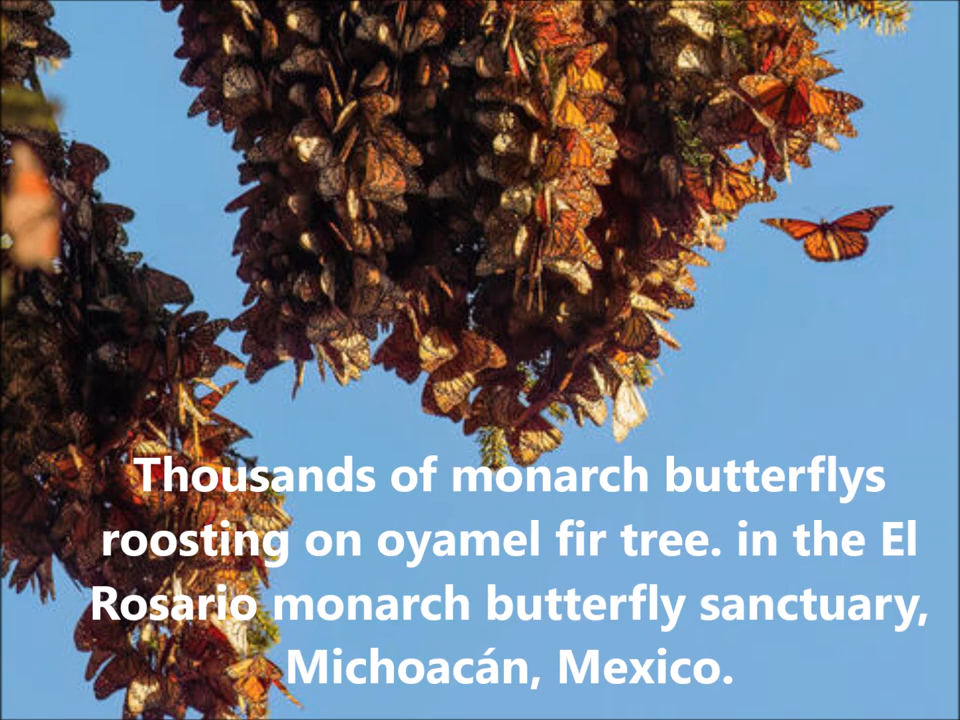 Thousands of monarch butterflys
roosting on oyamel fir tree. in the El
Rosario monarch butterfly sanctuary,
Michoacán, Mexico.